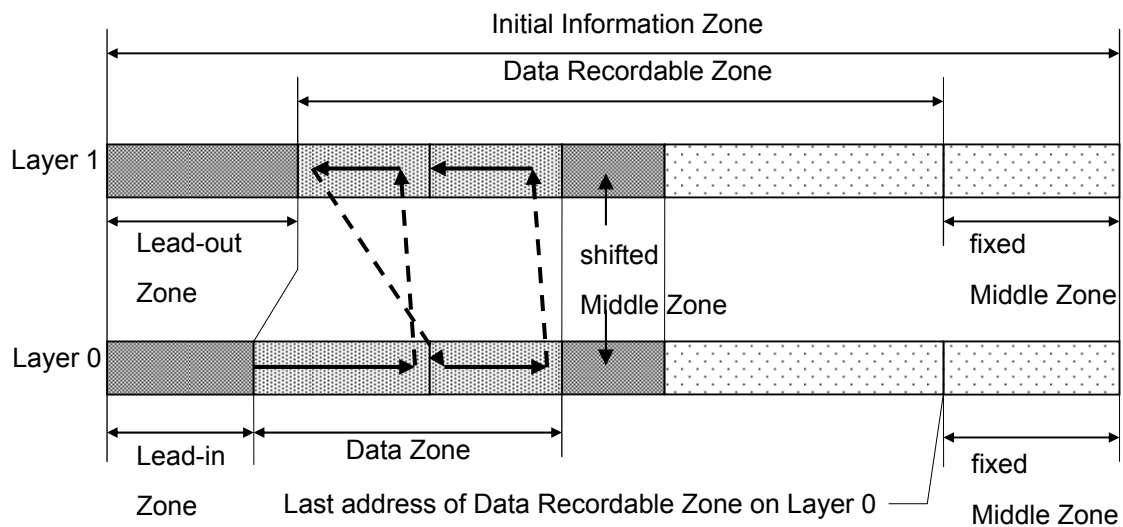 Initial Information Zone
Data Recordable Zone
Layer 1
Lead-out
Zone
shifted
Middle Zone
fixed
Middle Zone
Layer 0
Lead-in
Zone
Data Zone
fixed
Middle Zone
Last address of Data Recordable Zone on Layer 0